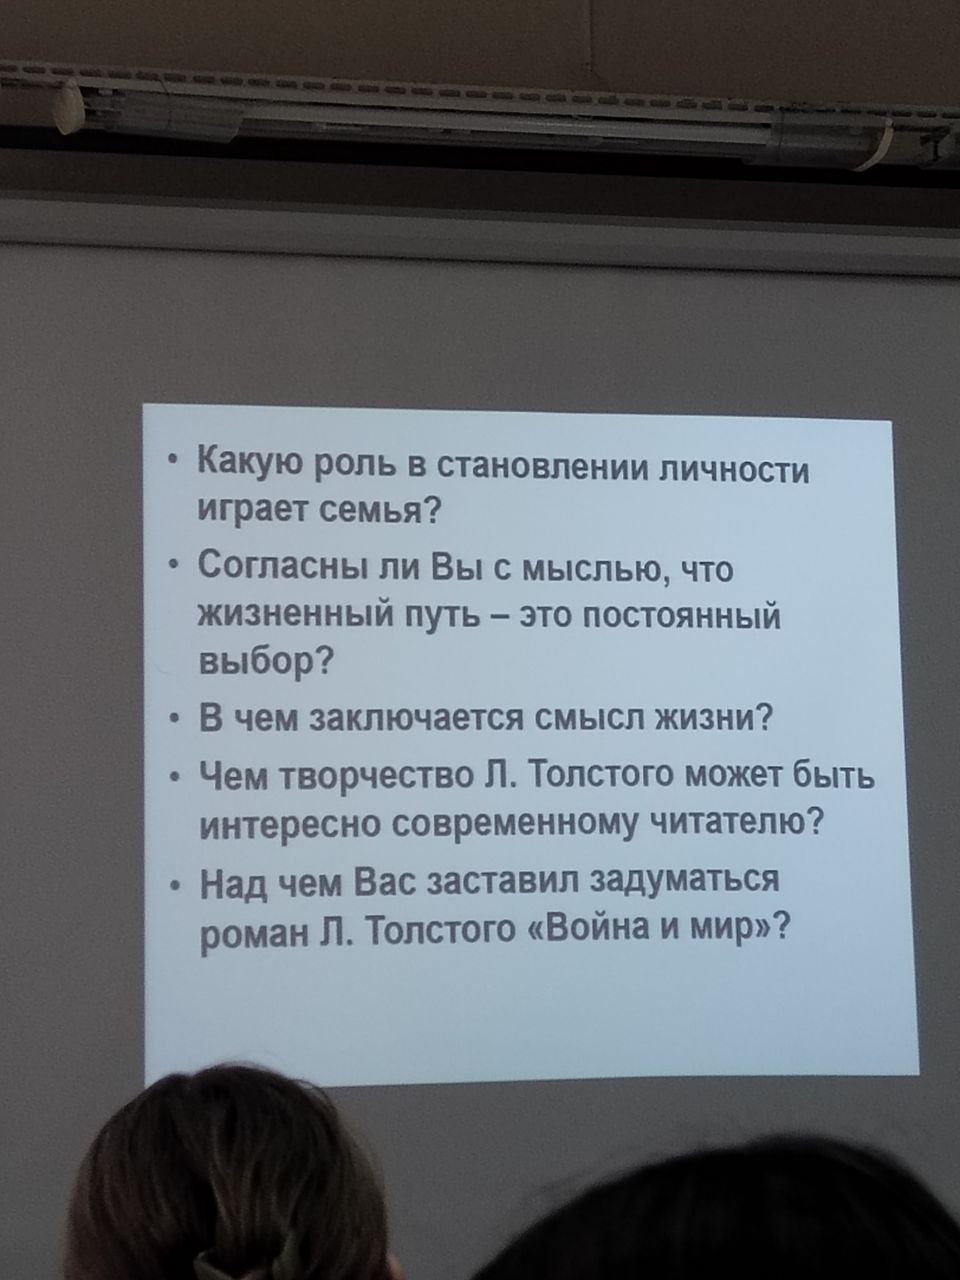 • Какую роль в становлении личности
играет семья?
• Согласны ли Вы с мыслью, что
жизненный путь – это постоянный
выбор?
• В чем заключается смысл жизни?
• Чем творчество Л. Толстого может быть
интересно современному читателю?
• Над чем Вас заставил задуматься
роман Л. Толстого «Война и мир»?